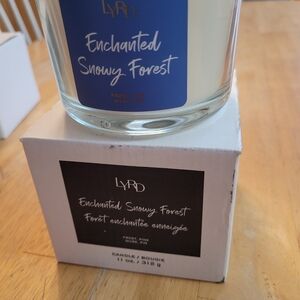 LYRD
Enchanted
Snowy Forest
LYRD
Enchanted Snowy Forest
Forêt enchantée enneigée
CANDLE / BOUGIE
11 oz. / 312 g